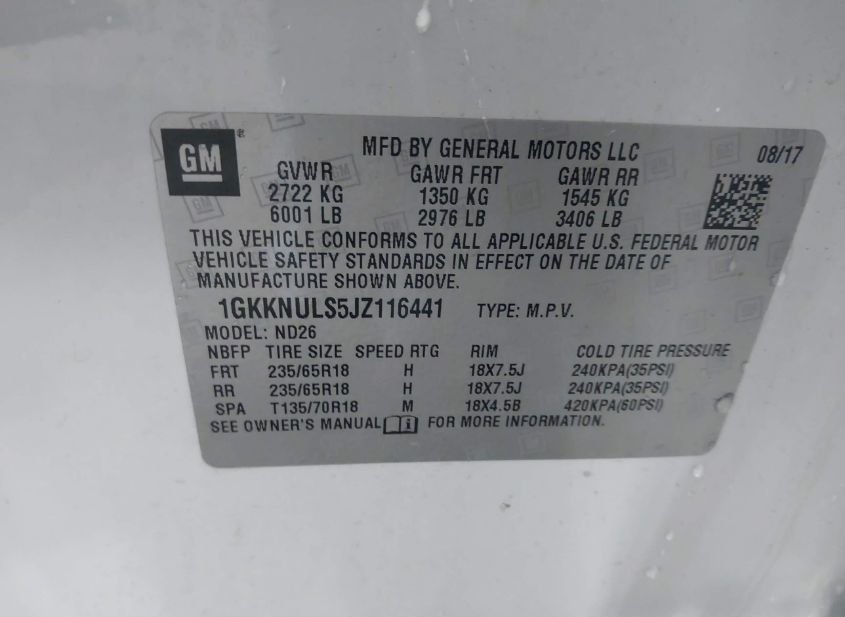 GM®
MFD BY GENERAL MOTORS LLC 08/17
GVWR GAWR FRT GAWR RR
2722 KG 1350 KG 1545 KG
6001 LB 2976 LB 3406 LB
THIS VEHICLE CONFORMS TO ALL APPLICABLE U.S. FEDERAL MOTOR
VEHICLE SAFETY STANDARDS IN EFFECT ON THE DATE OF
MANUFACTURE SHOWN ABOVE.
1GKKNULS5JZ116441 TYPE: M.P.V.
MODEL: ND26
NBFP TIRE SIZE SPEED RTG RIM COLD TIRE PRESSURE
FRT 235/65R18 H 18X7.5J 240KPA(35PSI)
RR 235/65R18 H 18X7.5J 240KPA(35PSI)
SPA T135/70R18 M 18X4.5B 420KPA(60PSI)
SEE OWNER'S MANUAL i FOR MORE INFORMATION.